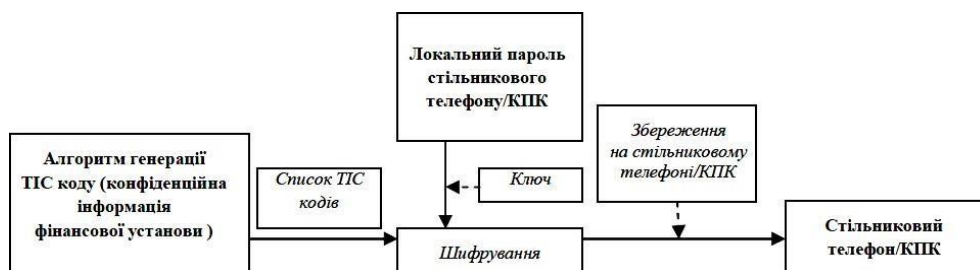 Локальний пароль
стільникового
телефону/КПК
Збереження
на стільниковому
телефоні/КПК
Алгоритм генерації
ТІС коду (конфіденційна
інформація
фінансової установи )
Список ТІС
кодів
Ключ
Шифрування
Стільниковий
телефон/КПК